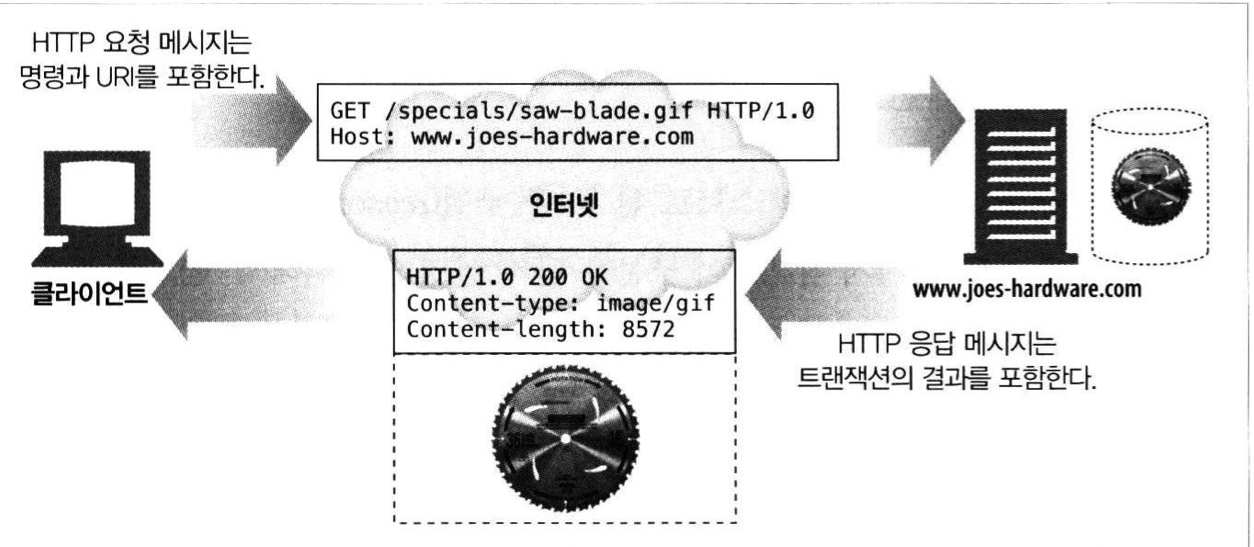 HTTP 요청 메시지는
명령과 URI를 포함한다.
GET /specials/saw-blade.gif HTTP/1.0
Host: www.joes-hardware.com
인터넷
클라이언트
www.joes-hardware.com
HTTP/1.0 200 OK
Content-type: image/gif
Content-length: 8572
HTTP 응답 메시지는
트랜잭션의 결과를 포함한다.